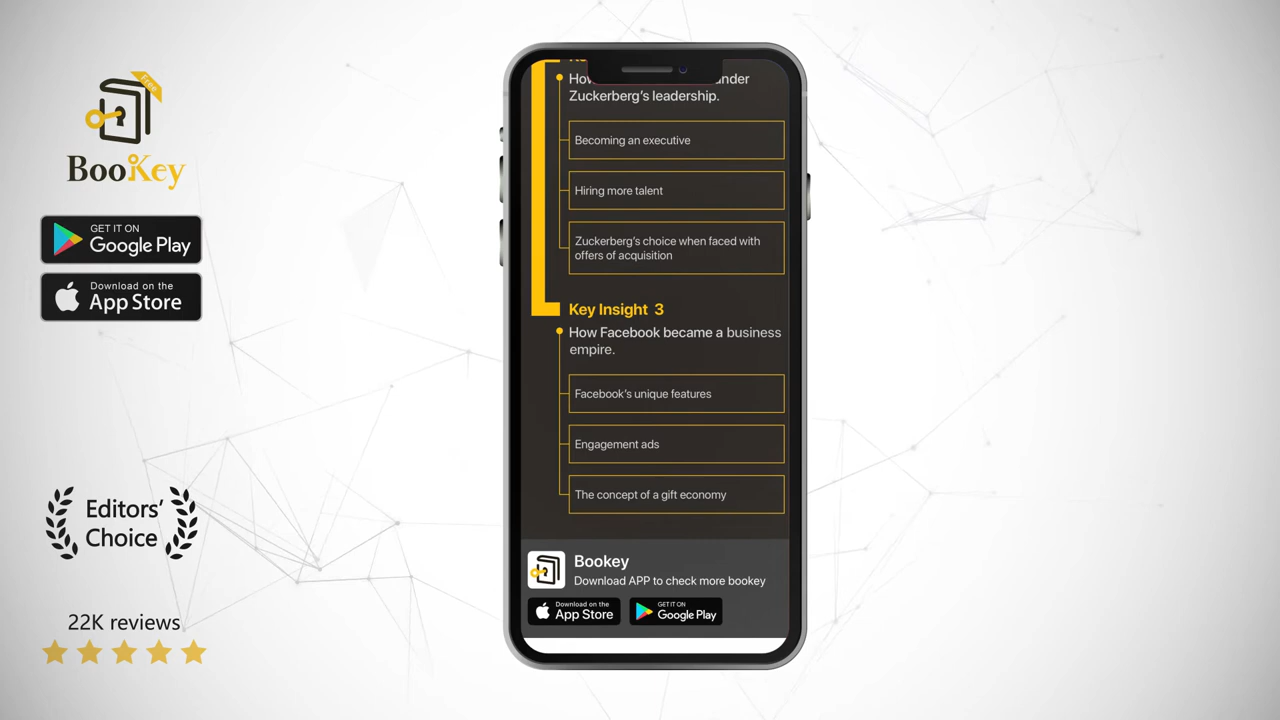 Free
BooKey
GET IT ON
Google Play
Download on the
App Store
Editors'
Choice
22K reviews
under
Zuckerberg's leadership.
Becoming an executive
Hiring more talent
Zuckerberg's choice when faced with
offers of acquisition
Key Insight 3
How Facebook became a business
empire.
Facebook's unique features
Engagement ads
The concept of a gift economy
Bookey
Download APP to check more bookey
Download on the
App Store
GET IT ON
Google Play